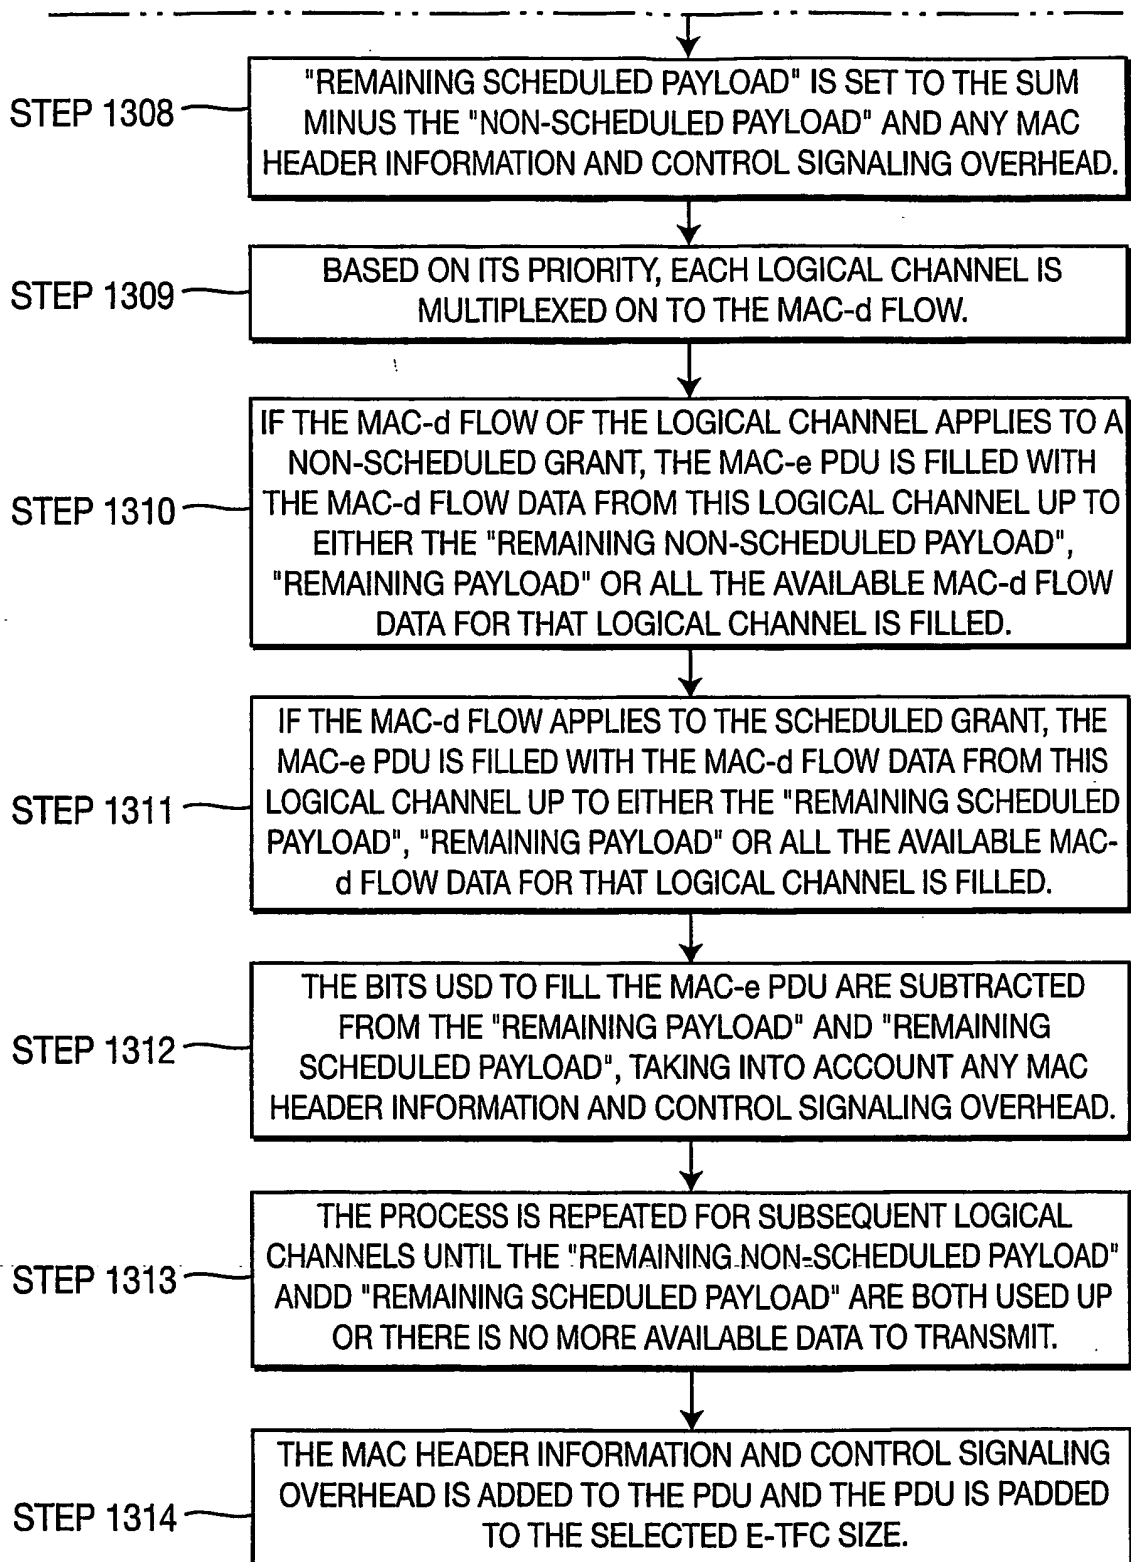 STEP 1308
"REMAINING SCHEDULED PAYLOAD" IS SET TO THE SUM
MINUS THE "NON-SCHEDULED PAYLOAD" AND ANY MAC
HEADER INFORMATION AND CONTROL SIGNALING OVERHEAD.
STEP 1309
BASED ON ITS PRIORITY, EACH LOGICAL CHANNEL IS
MULTIPLEXED ON TO THE MAC-d FLOW.
STEP 1310
IF THE MAC-d FLOW OF THE LOGICAL CHANNEL APPLIES TO A
NON-SCHEDULED GRANT, THE MAC-e PDU IS FILLED WITH
THE MAC-d FLOW DATA FROM THIS LOGICAL CHANNEL UP TO
EITHER THE "REMAINING NON-SCHEDULED PAYLOAD",
"REMAINING PAYLOAD" OR ALL THE AVAILABLE MAC-d FLOW
DATA FOR THAT LOGICAL CHANNEL IS FILLED.
STEP 1311
IF THE MAC-d FLOW APPLIES TO THE SCHEDULED GRANT, THE
MAC-e PDU IS FILLED WITH THE MAC-d FLOW DATA FROM THIS
LOGICAL CHANNEL UP TO EITHER THE "REMAINING SCHEDULED
PAYLOAD", "REMAINING PAYLOAD" OR ALL THE AVAILABLE MAC-
d FLOW DATA FOR THAT LOGICAL CHANNEL IS FILLED.
STEP 1312
THE BITS USD TO FILL THE MAC-e PDU ARE SUBTRACTED
FROM THE "REMAINING PAYLOAD" AND "REMAINING
SCHEDULED PAYLOAD", TAKING INTO ACCOUNT ANY MAC
HEADER INFORMATION AND CONTROL SIGNALING OVERHEAD.
STEP 1313
THE PROCESS IS REPEATED FOR SUBSEQUENT LOGICAL
CHANNELS UNTIL THE "REMAINING NON-SCHEDULED PAYLOAD"
ANDD "REMAINING SCHEDULED PAYLOAD" ARE BOTH USED UP
OR THERE IS NO MORE AVAILABLE DATA TO TRANSMIT.
STEP 1314
THE MAC HEADER INFORMATION AND CONTROL SIGNALING
OVERHEAD IS ADDED TO THE PDU AND THE PDU IS PADDED
TO THE SELECTED E-TFC SIZE.